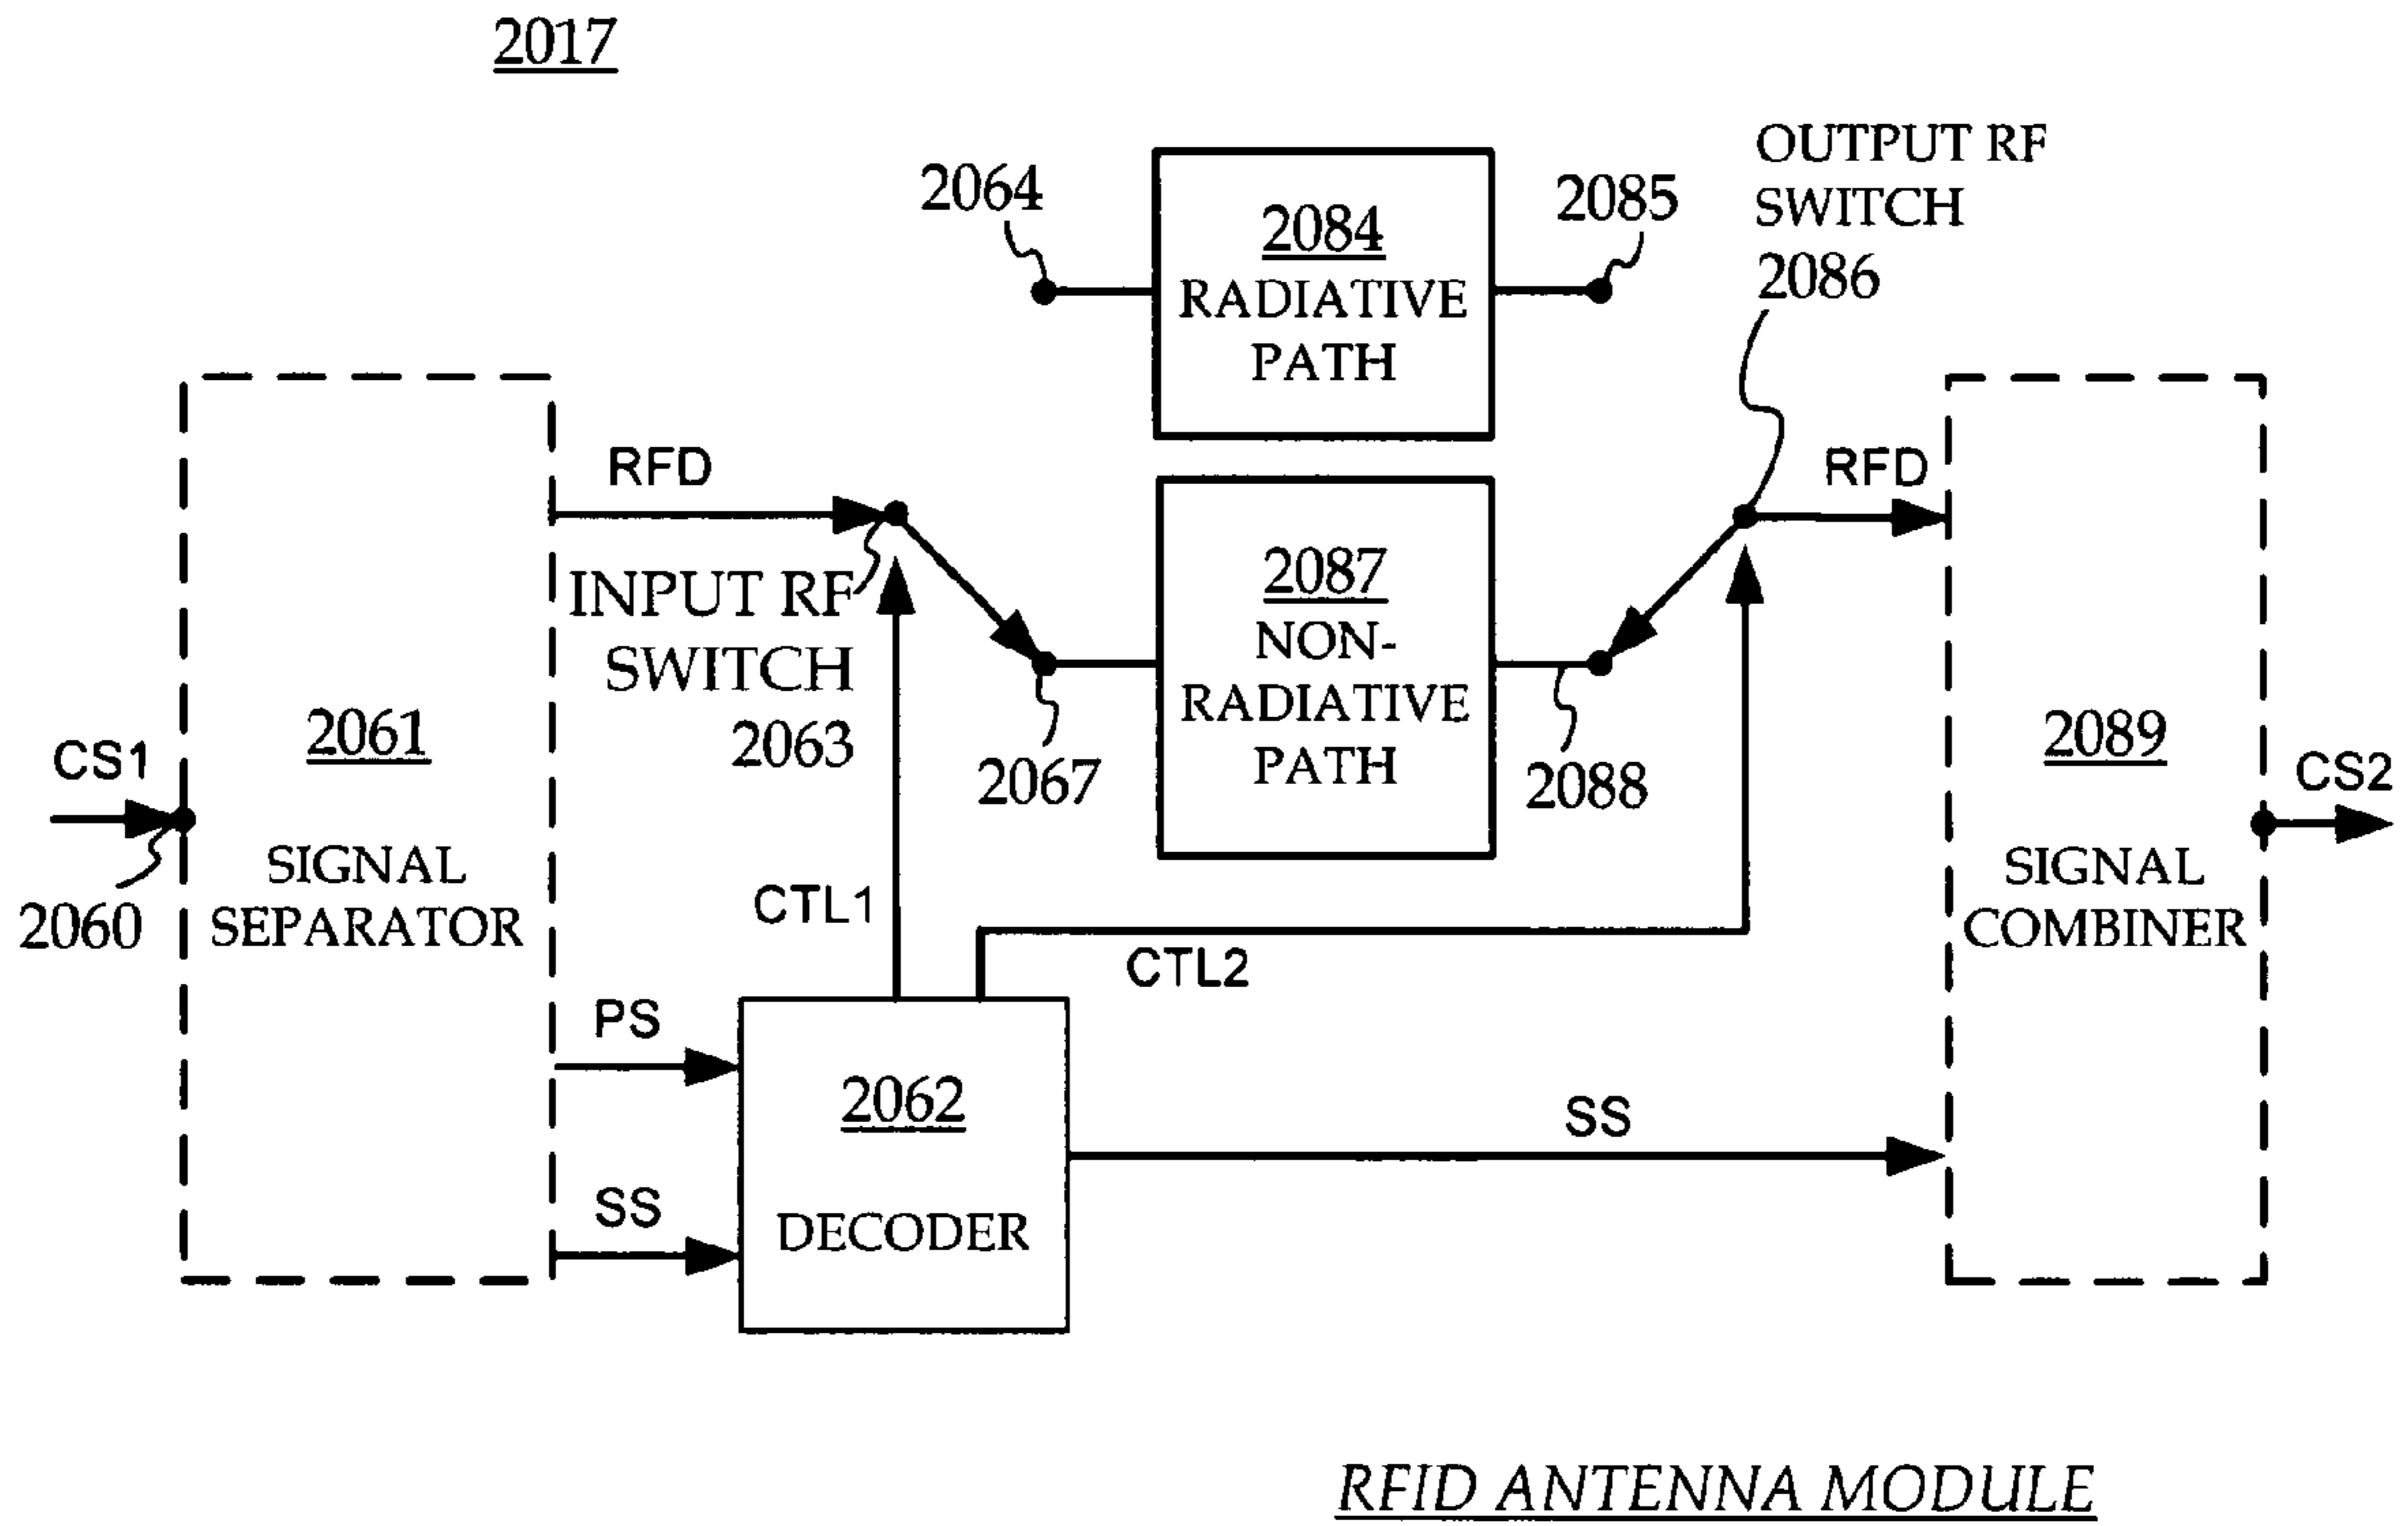 2017
OUTPUT RF
SWITCH
2086
2064
2084
RADIATIVE
PATH
2085
RFD
INPUT RF
SWITCH
2063
2067
2087
NON-
RADIATIVE
PATH
2088
RFD
CS1
2060
2061
SIGNAL
SEPARATOR
2089
SIGNAL
COMBINER
CS2
CTL1
CTL2
PS
SS
2062
DECODER
SS
RFID ANTENNA MODULE